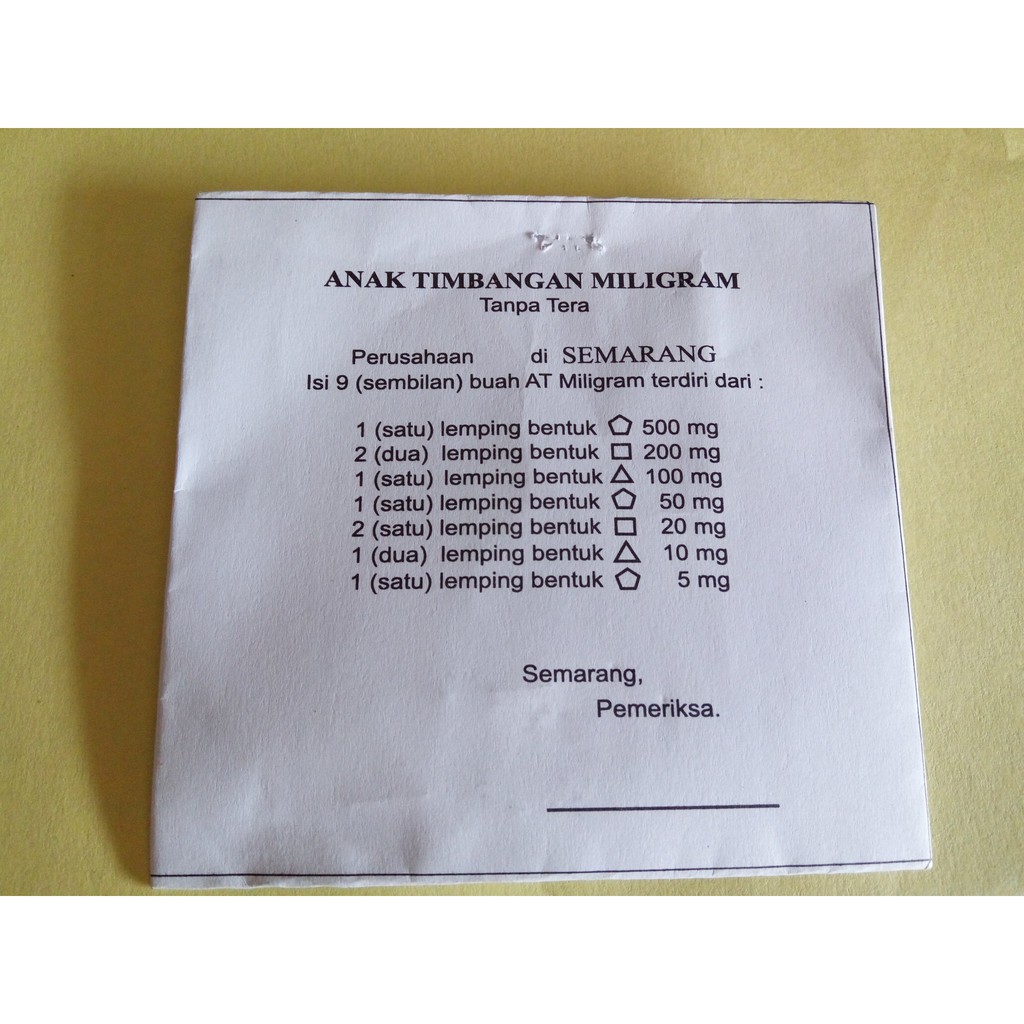 ANAK TIMBANGAN MILIGRAM
Tanpa Tera
Perusahaan di SEMARANG
Isi 9 (sembilan) buah AT Miligram terdiri dari :
1 (satu) lemping bentuk ⬠ 500 mg
2 (dua) lemping bentuk □ 200 mg
1 (satu) lemping bentuk △ 100 mg
1 (satu) lemping bentuk ⬠ 50 mg
2 (satu) lemping bentuk □ 20 mg
1 (dua) lemping bentuk △ 10 mg
1 (satu) lemping bentuk ⬠ 5 mg
Semarang,
Pemeriksa.